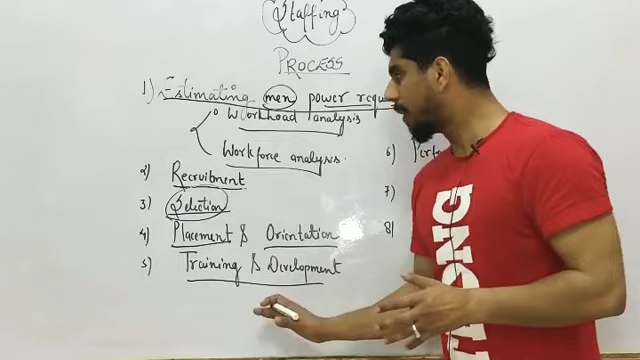 Staffing
PROCESS
1) Estimating men power requ
Workload analysis
Workforce analysis.
2) Recruitment
3) Selection
4) Placement & Orientation
5) Training & Development
6) Perfo
7)
8)